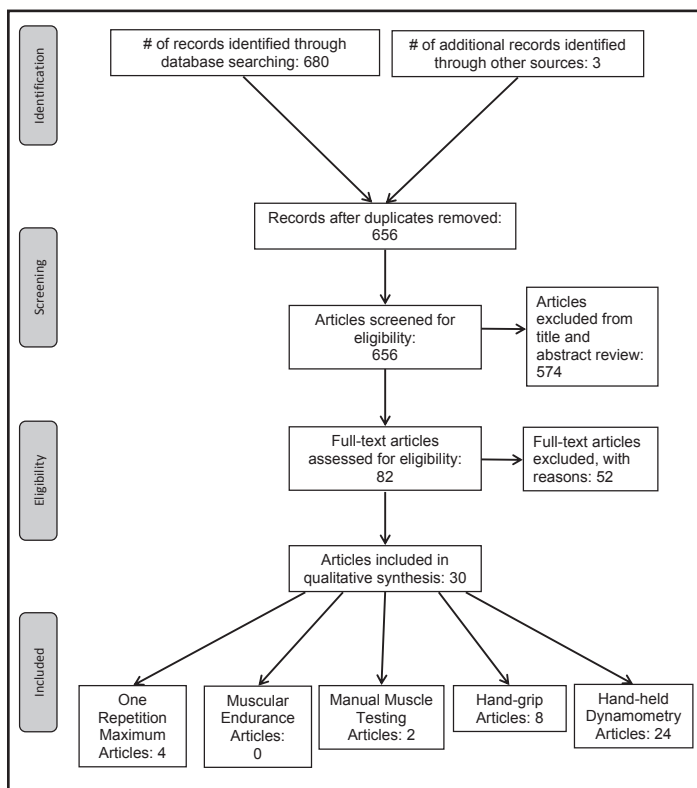 Identification
# of records identified through
database searching: 680
# of additional records identified
through other sources: 3
Screening
Records after duplicates removed:
656
Articles screened for
eligibility:
656
Articles
excluded from
title and
abstract review:
574
Eligibility
Full-text articles
assessed for eligibility:
82
Full-text articles
excluded, with
reasons: 52
Articles included in
qualitative synthesis: 30
Included
One
Repetition
Maximum
Articles: 4
Muscular
Endurance
Articles:
0
Manual Muscle
Testing
Articles: 2
Hand-grip
Articles: 8
Hand-held
Dynamometry
Articles: 24